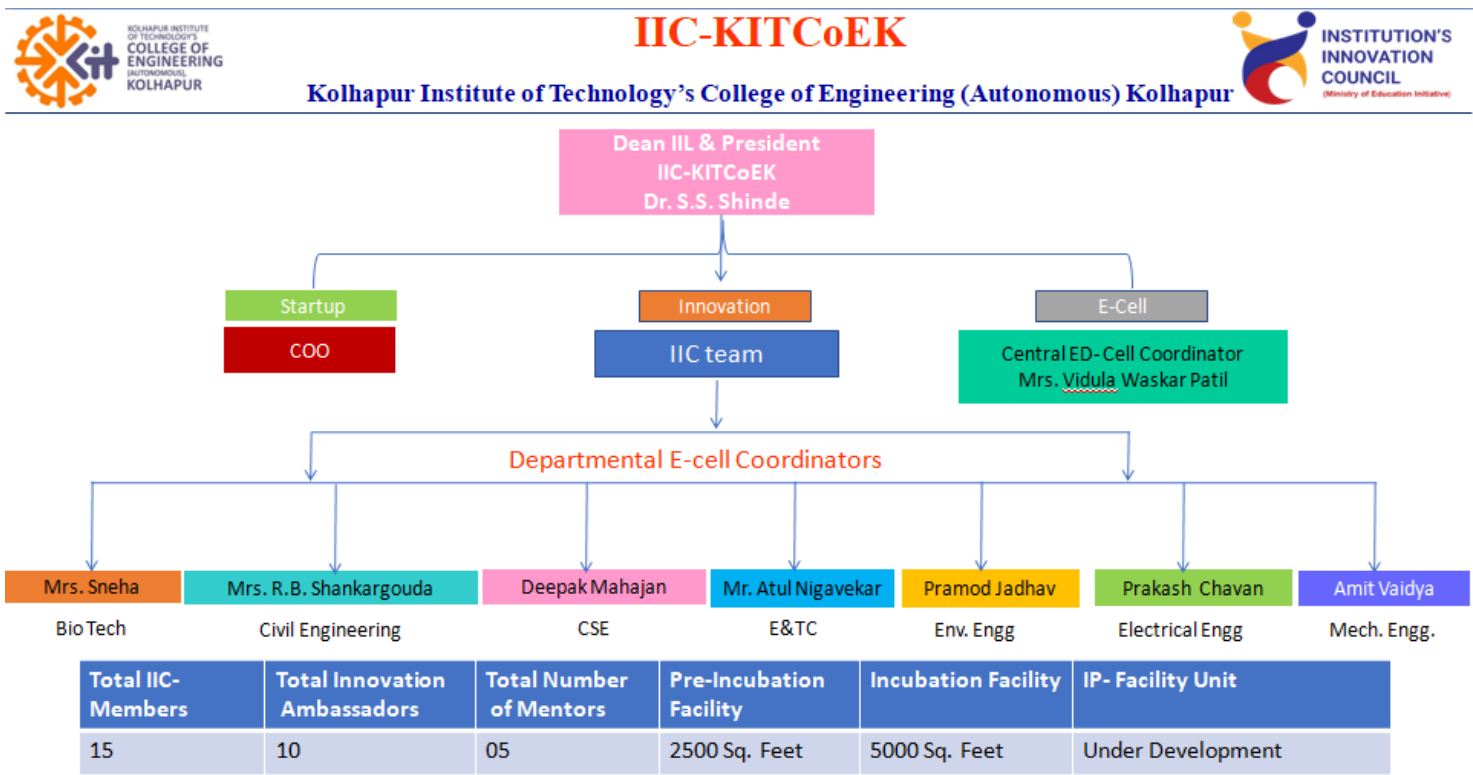 KOLHAPUR INSTITUTE
OF TECHNOLOGY'S
COLLEGE OF
ENGINEERING
(AUTONOMOUS),
KOLHAPUR
kit
IIC-KITCoEK
Kolhapur Institute of Technology's College of Engineering (Autonomous) Kolhapur
INSTITUTION'S
INNOVATION
COUNCIL
(Ministry of Education Initiative)
Dean IIL & President
IIC-KITCoEK
Dr. S.S. Shinde
Startup
Innovation
E-Cell
COO
IIC team
Central ED- Cell Coordinator
Mrs. Vidula Waskar Patil
Departmental E-cell Coordinators
Mrs. Sneha
Mrs. R.B. Shankargouda
Deepak Mahajan
Mr. Atul Nigavekar
Pramod Jadhav
Prakash Chavan
Amit Vaidya
Bio Tech
Civil Engineering
CSE
E&TC
Env. Engg
Electrical Engg
Mech. Engg.
Total IIC-
Members
Total Innovation
Ambassadors
Total Number
of Mentors
Pre-Incubation
Facility
Incubation Facility
IP- Facility Unit
15
10
05
2500 Sq. Feet
5000 Sq. Feet
Under Development